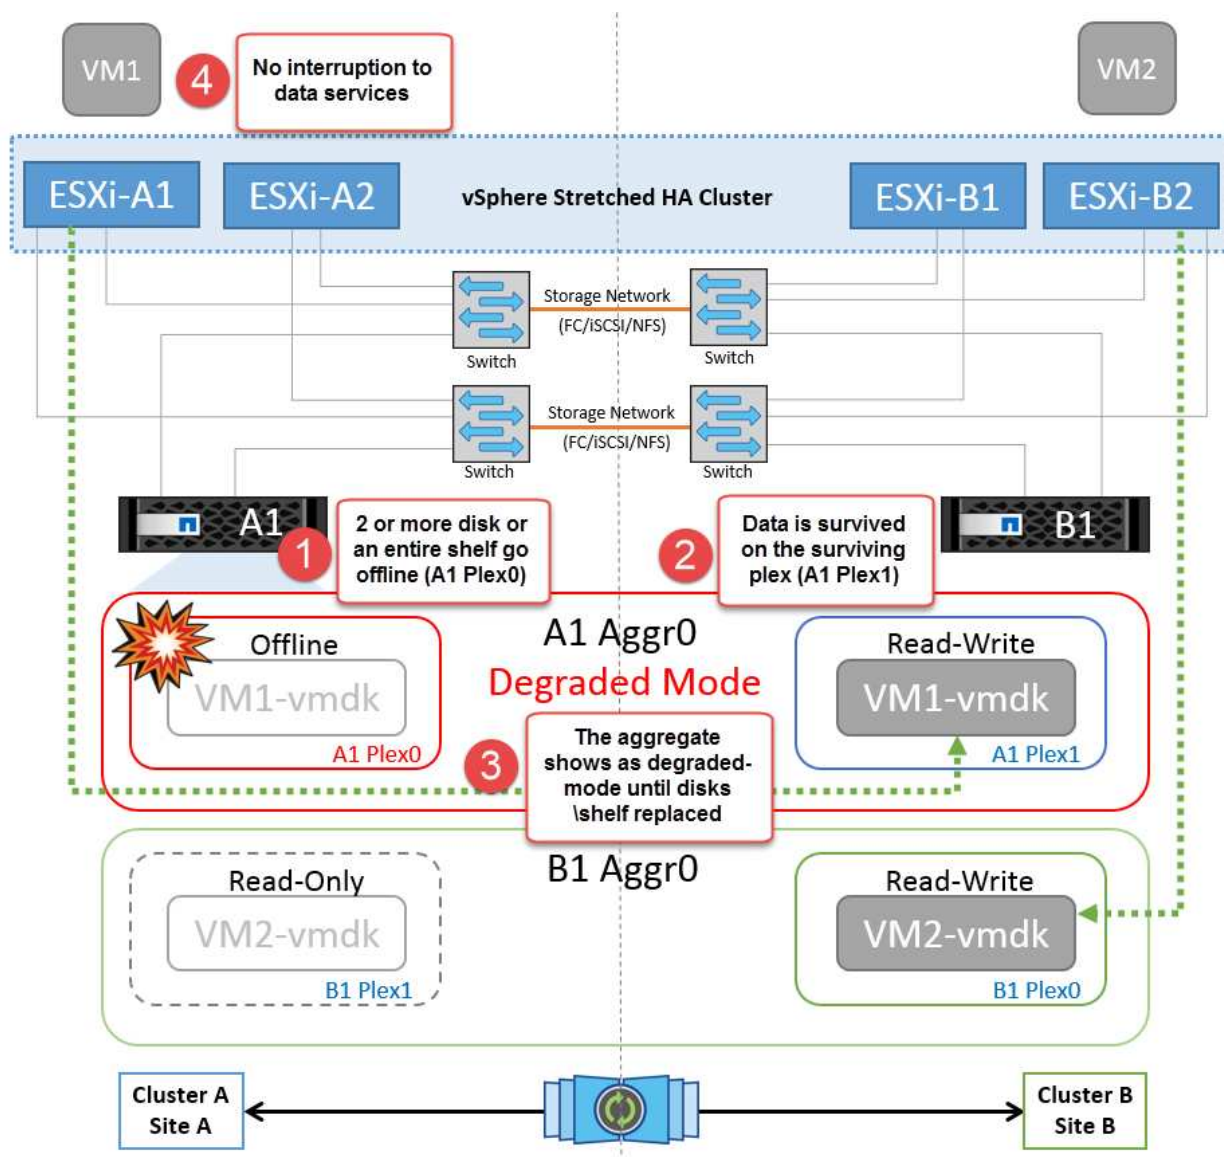 VM1
4
No interruption to
data services
VM2
ESXi-A1
ESXi-A2
vSphere Stretched HA Cluster
ESXi-B1
ESXi-B2
Storage Network
(FC/iSCSI/NFS)
Switch
Switch
Storage Network
(FC/iSCSI/NFS)
Switch
Switch
A1
1
2 or more disk or
an entire shelf go
offline (A1 Plex0)
2
Data is survived
on the surviving
plex (A1 Plex1)
B1
A1 Aggr0
Degraded Mode
Offline
VM1-vmdk
A1 Plex0
Read-Write
VM1-vmdk
A1 Plex1
3
The aggregate
shows as degraded-
mode until disks
\shelf replaced
B1 Aggr0
Read-Only
VM2-vmdk
B1 Plex1
Read-Write
VM2-vmdk
B1 Plex0
Cluster A
Site A
Cluster B
Site B